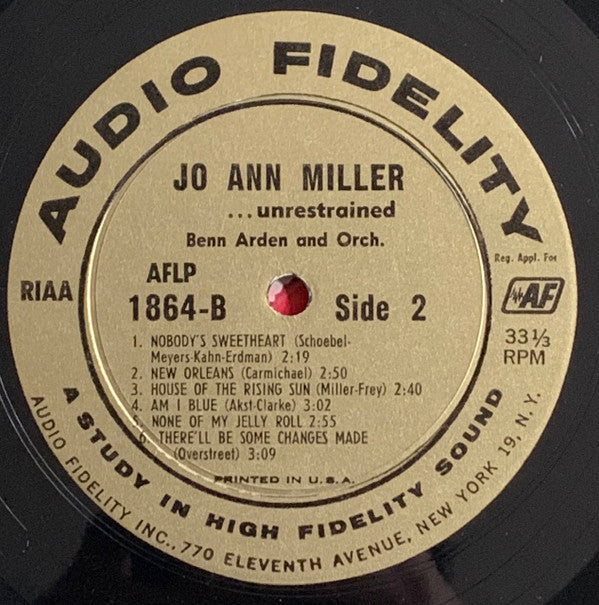 AUDIO FIDELITY
JO ANN MILLER
...unrestrained
Benn Arden and Orch.
Reg. Appl. For
RIAA
AFLP
1864-B
Side 2
AF
33⅓
RPM
1. NOBODY'S SWEETHEART (Schoebel-
Meyers-Kahn-Erdman) 2:19
2. NEW ORLEANS (Carmichael) 2:50
3. HOUSE OF THE RISING SUN (Miller-Frey) 2:40
4. AM I BLUE (Akst-Clarke) 3:02
5. NONE OF MY JELLY ROLL 2:55
6. THERE'LL BE SOME CHANGES MADE
(Overstreet) 3:09
PRINTED IN U.S.A.
A STUDY IN HIGH FIDELITY SOUND
AUDIO FIDELITY INC., 770 ELEVENTH AVENUE, NEW YORK 19, N.Y.